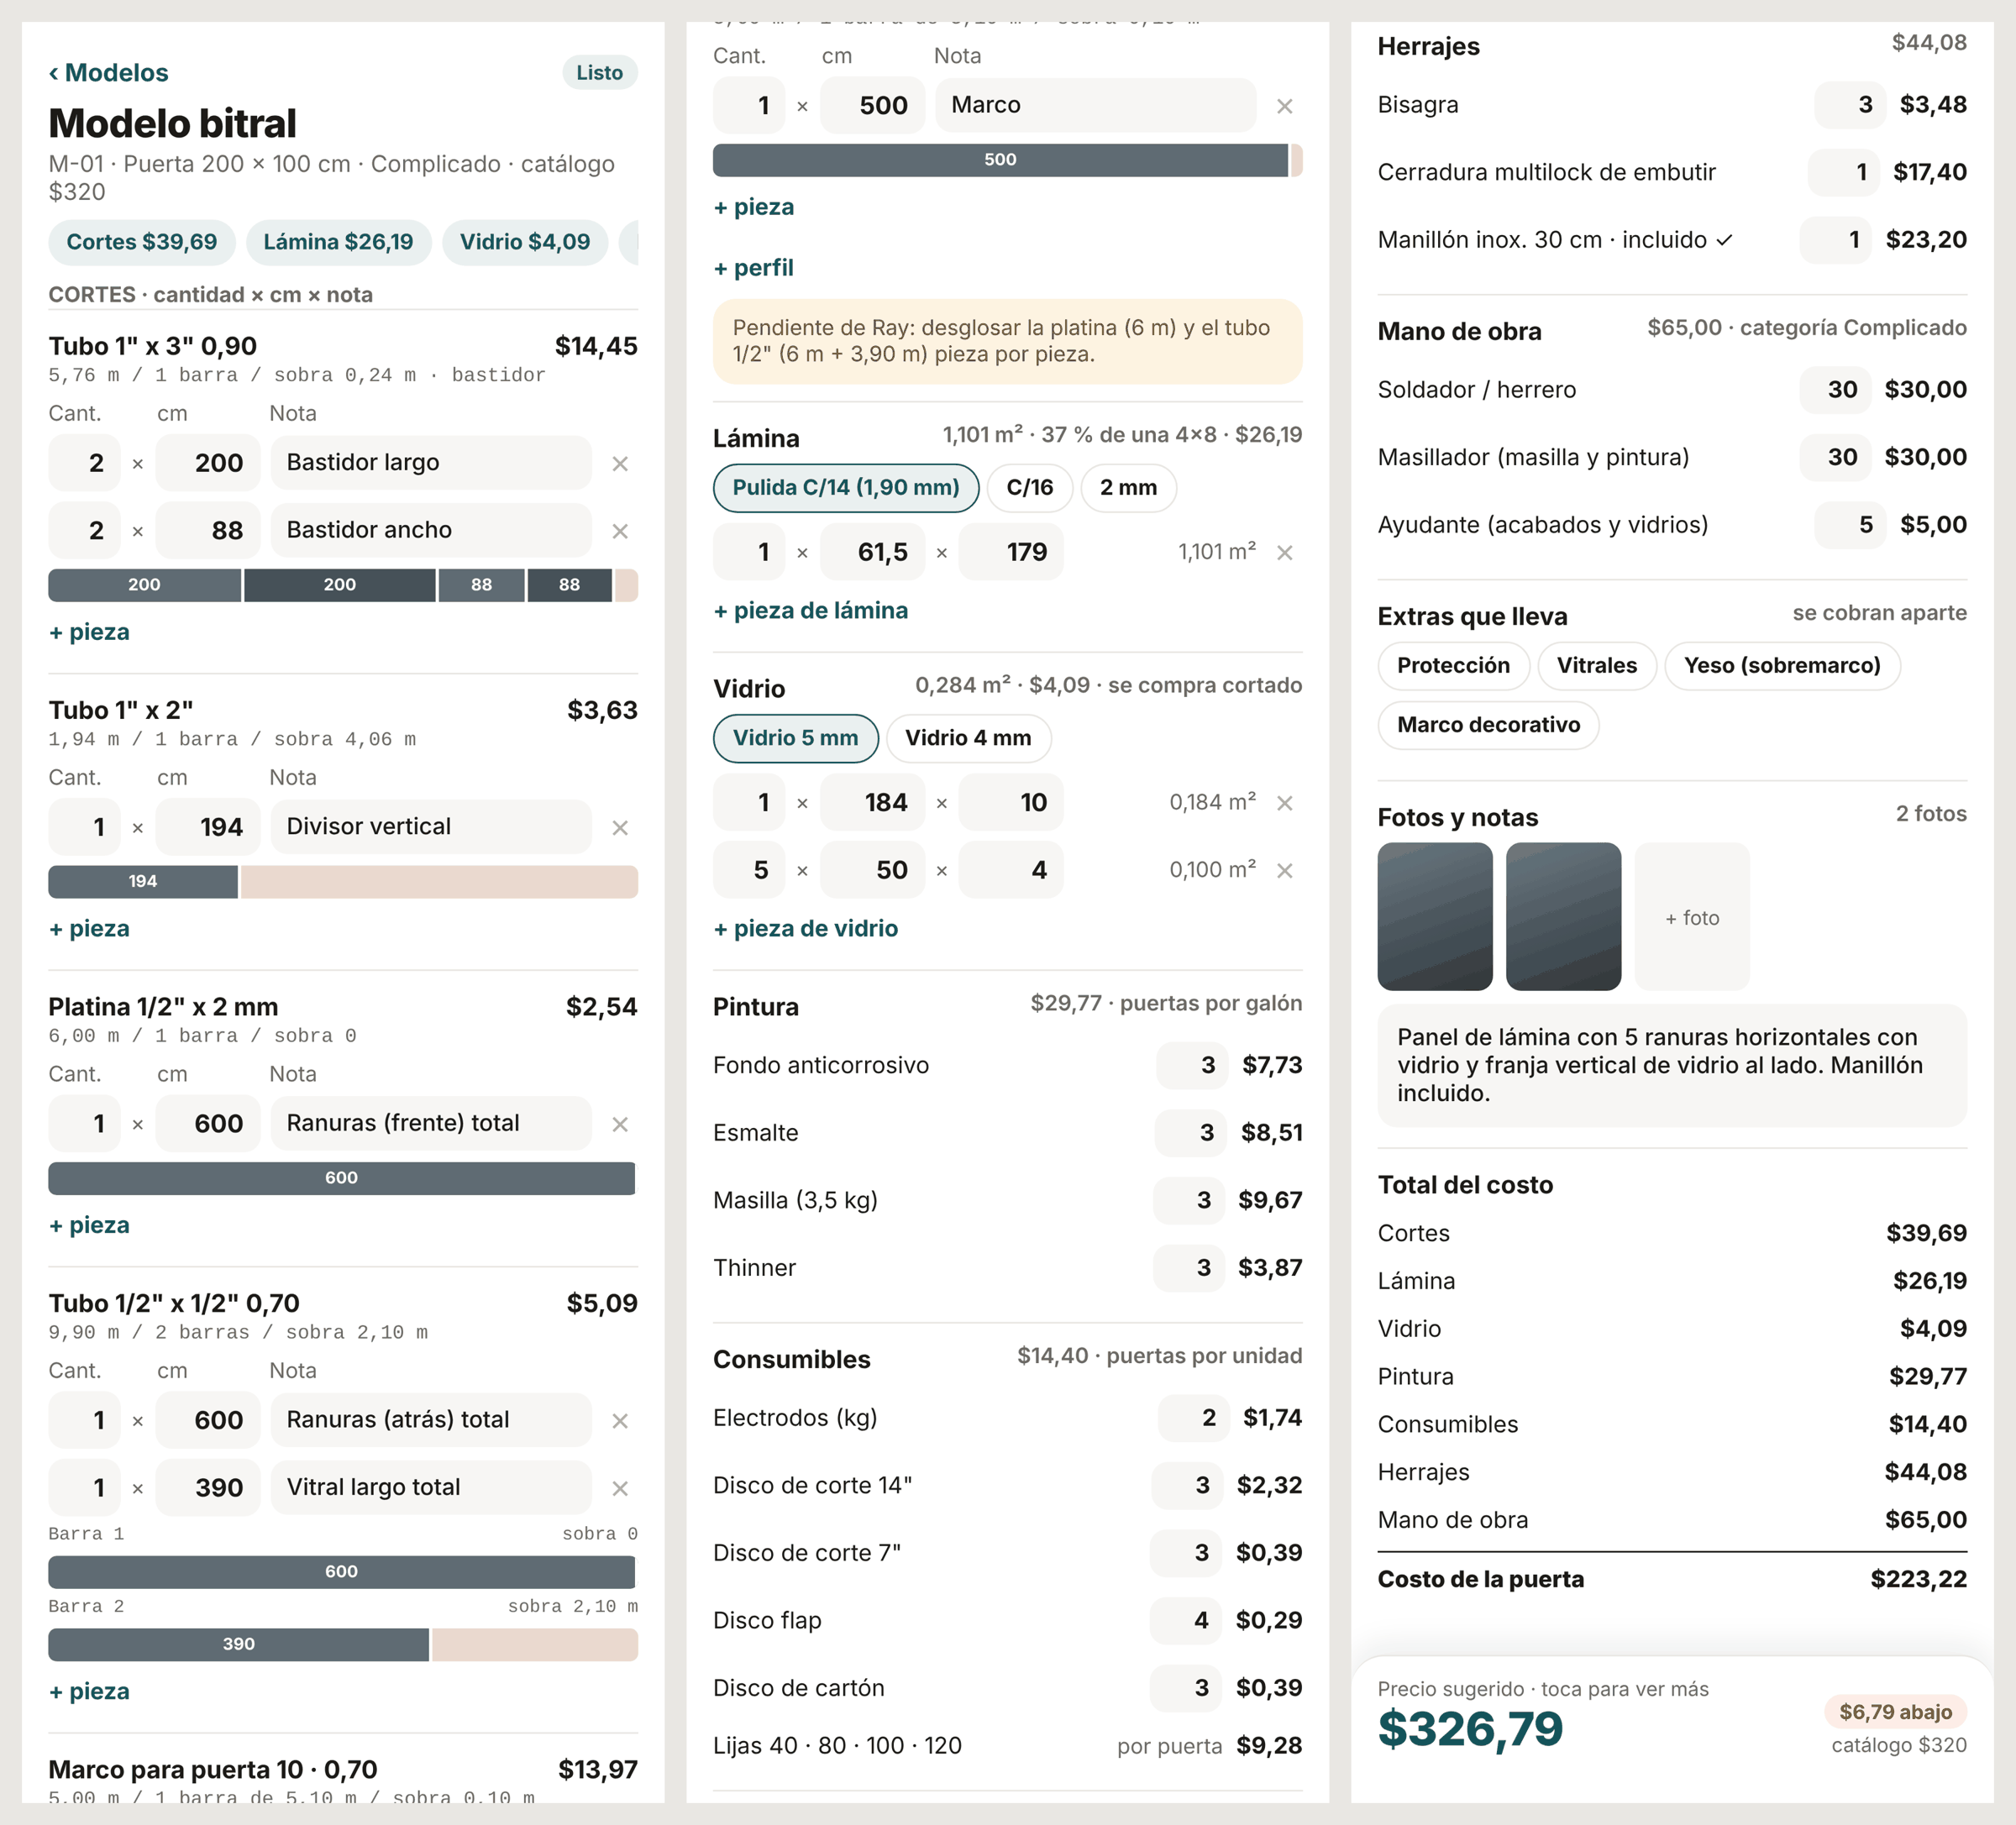 ‹ Modelos
Listo
Modelo bitral
M-01 · Puerta 200 × 100 cm · Complicado · catálogo
$320
Cortes $39,69
Lámina $26,19
Vidrio $4,09
CORTES · cantidad × cm × nota
Tubo 1" x 3" 0,90 $14,45
5,76 m / 1 barra / sobra 0,24 m · bastidor
Cant. cm Nota
2 × 200 Bastidor largo ×
2 × 88 Bastidor ancho ×
200 200 88 88
+ pieza
Tubo 1" x 2" $3,63
1,94 m / 1 barra / sobra 4,06 m
Cant. cm Nota
1 × 194 Divisor vertical ×
194
+ pieza
Platina 1/2" x 2 mm $2,54
6,00 m / 1 barra / sobra 0
Cant. cm Nota
1 × 600 Ranuras (frente) total ×
600
+ pieza
Tubo 1/2" x 1/2" 0,70 $5,09
9,90 m / 2 barras / sobra 2,10 m
Cant. cm Nota
1 × 600 Ranuras (atrás) total ×
1 × 390 Vitral largo total ×
Barra 1 sobra 0
600
Barra 2 sobra 2,10 m
390
+ pieza
Marco para puerta 10 · 0,70 $13,97
5,00 m / 1 barra de 5,10 m / sobra 0,10 m
Cant. cm Nota
1 × 500 Marco ×
500
+ pieza
+ perfil
Pendiente de Ray: desglosar la platina (6 m) y el tubo
1/2" (6 m + 3,90 m) pieza por pieza.
Lámina 1,101 m² · 37 % de una 4×8 · $26,19
Pulida C/14 (1,90 mm) C/16 2 mm
1 × 61,5 × 179 1,101 m² ×
+ pieza de lámina
Vidrio 0,284 m² · $4,09 · se compra cortado
Vidrio 5 mm Vidrio 4 mm
1 × 184 × 10 0,184 m² ×
5 × 50 × 4 0,100 m² ×
+ pieza de vidrio
Pintura $29,77 · puertas por galón
Fondo anticorrosivo 3 $7,73
Esmalte 3 $8,51
Masilla (3,5 kg) 3 $9,67
Thinner 3 $3,87
Consumibles $14,40 · puertas por unidad
Electrodos (kg) 2 $1,74
Disco de corte 14" 3 $2,32
Disco de corte 7" 3 $0,39
Disco flap 4 $0,29
Disco de cartón 3 $0,39
Lijas 40 · 80 · 100 · 120 por puerta $9,28
Herrajes $44,08
Bisagra 3 $3,48
Cerradura multilock de embutir 1 $17,40
Manillón inox. 30 cm · incluido ✓ 1 $23,20
Mano de obra $65,00 · categoría Complicado
Soldador / herrero 30 $30,00
Masillador (masilla y pintura) 30 $30,00
Ayudante (acabados y vidrios) 5 $5,00
Extras que lleva se cobran aparte
Protección Vitrales Yeso (sobremarco)
Marco decorativo
Fotos y notas 2 fotos
+ foto
Panel de lámina con 5 ranuras horizontales con
vidrio y franja vertical de vidrio al lado. Manillón
incluido.
Total del costo
Cortes $39,69
Lámina $26,19
Vidrio $4,09
Pintura $29,77
Consumibles $14,40
Herrajes $44,08
Mano de obra $65,00
Costo de la puerta $223,22
Precio sugerido · toca para ver más
$326,79
$6,79 abajo
catálogo $320